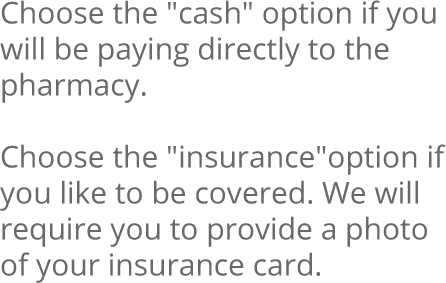 Choose the "cash" option if you
will be paying directly to the
pharmacy.
Choose the "insurance"option if
you like to be covered. We will
require you to provide a photo
of your insurance card.